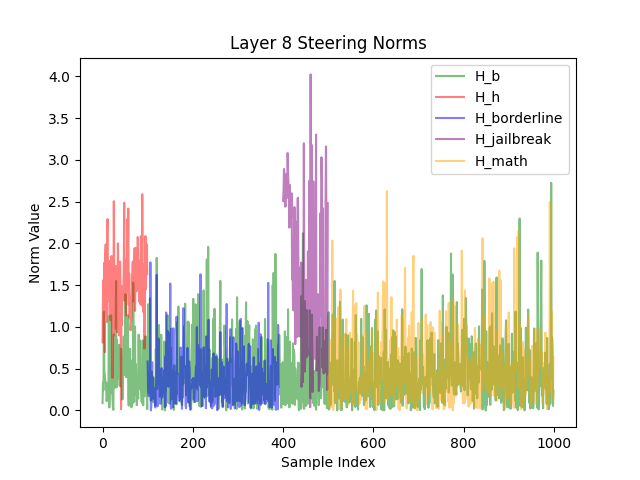 Layer 8 Steering Norms
Norm Value
4.0
3.5
3.0
2.5
2.0
1.5
1.0
0.5
0.0
H_b
H_h
H_borderline
H_jailbreak
H_math
0
200
400
600
800
1000
Sample Index